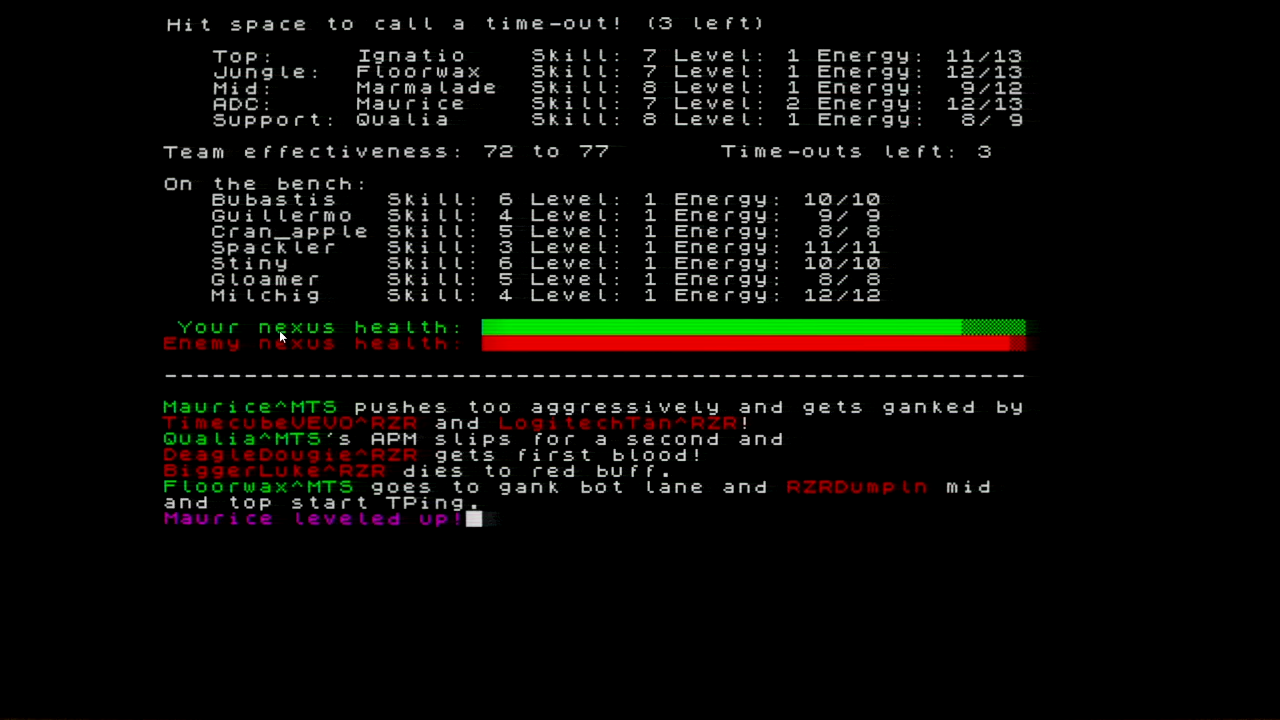 Hit space to call a time-out! (3 left)
Top: Ignatio Skill: 7 Level: 1 Energy: 11/13
Jungle: Floorwax Skill: 7 Level: 1 Energy: 12/13
Mid: Marmalade Skill: 8 Level: 1 Energy: 9/12
ADC: Maurice Skill: 7 Level: 2 Energy: 12/13
Support: Qualia Skill: 8 Level: 1 Energy: 8/ 9
Team effectiveness: 72 to 77 Time-outs left: 3
On the bench:
Bubastis Skill: 6 Level: 1 Energy: 10/10
Guillermo Skill: 4 Level: 1 Energy: 9/ 9
Cran_apple Skill: 5 Level: 1 Energy: 8/ 8
Spackler Skill: 3 Level: 1 Energy: 11/11
Stiny Skill: 6 Level: 1 Energy: 10/10
Gloamer Skill: 5 Level: 1 Energy: 8/ 8
Milchig Skill: 4 Level: 1 Energy: 12/12
Your nexus health:
Enemy nexus health:
Maurice^MTS pushes too aggressively and gets ganked by
TimecubeVEVO^RZR and LogitechTan^RZR!
Qualia^MTS's APM slips for a second and
DeagleDougie^RZR gets first blood!
BiggerLuke^RZR dies to red buff.
Floorwax^MTS goes to gank bot lane and RZRDumpln mid
and top start TPing.
Maurice leveled up!